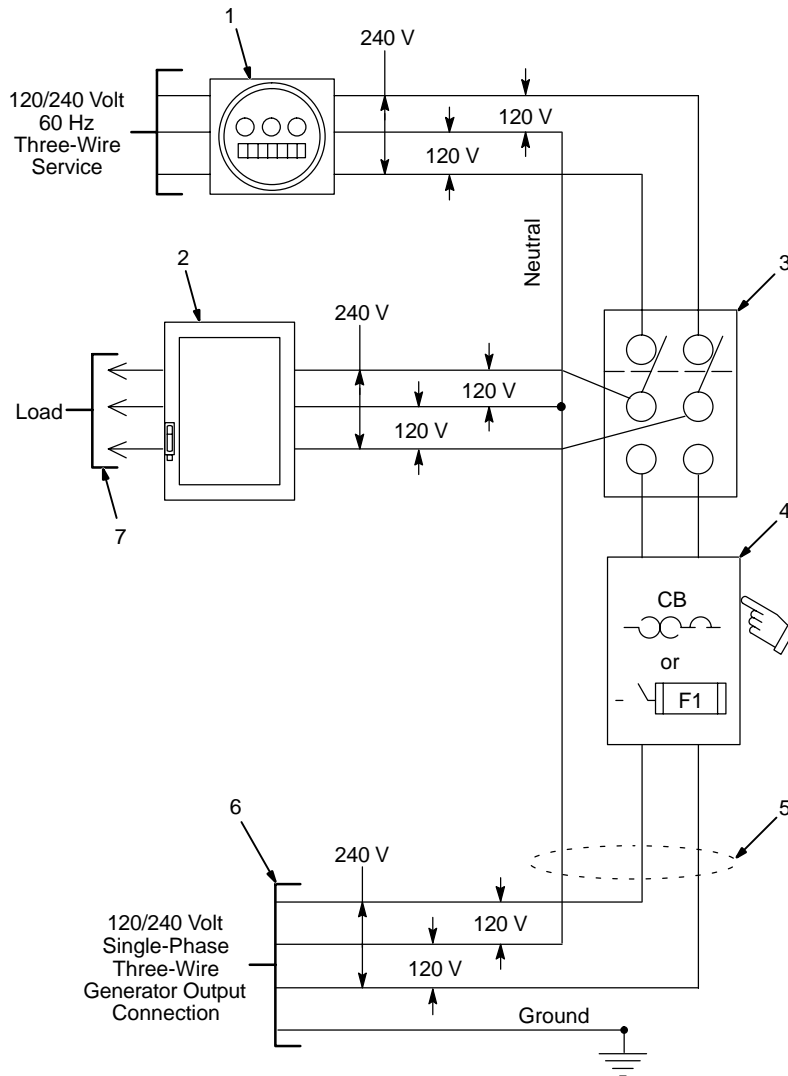 1
240 V
120/240 Volt
60 Hz
Three-Wire
Service
120 V
120 V
Neutral
2
3
240 V
120 V
Load
120 V
7
4
CB
or
F1
6
5
240 V
120/240 Volt
Single-Phase
Three-Wire
Generator Output
Connection
120 V
120 V
Ground